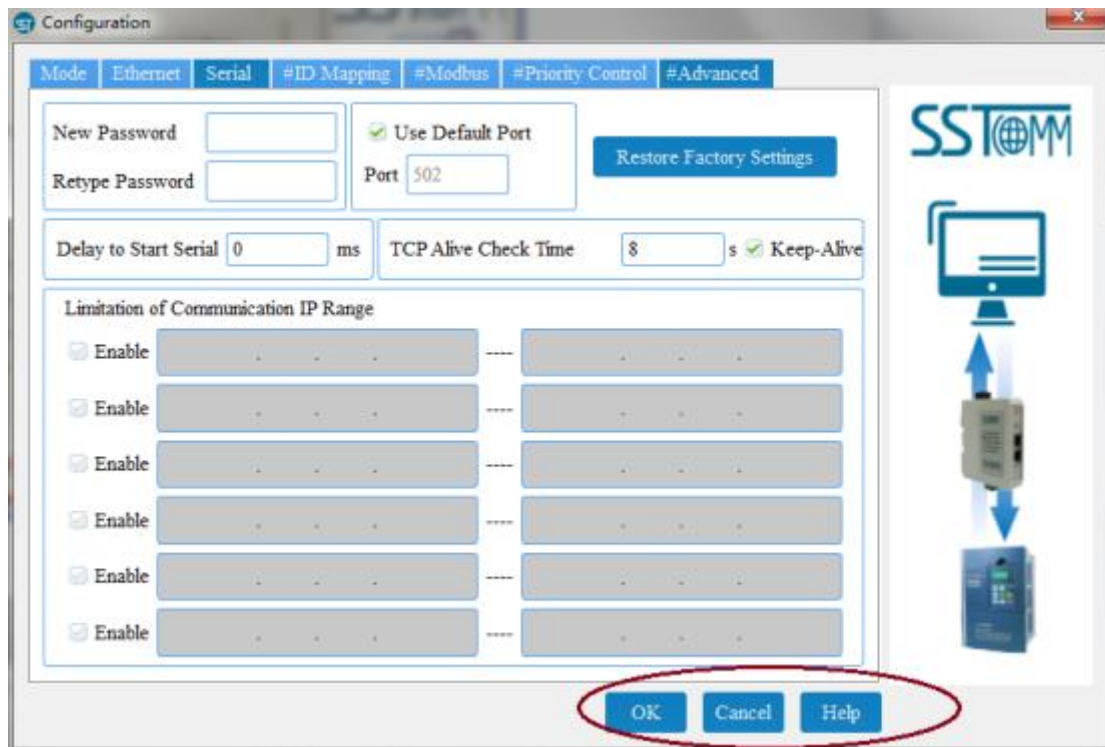 Configuration
Mode Ethernet Serial #ID Mapping #Modbus #Priority Control #Advanced
New Password
Retype Password
Use Default Port
Port 502
Restore Factory Settings
Delay to Start Serial 0 ms
TCP Alive Check Time 8 s Keep-Alive
Limitation of Communication IP Range
Enable . . . ---- . . .
Enable . . . ---- . . .
Enable . . . ---- . . .
Enable . . . ---- . . .
Enable . . . ---- . . .
Enable . . . ---- . . .
OK Cancel Help
SSTCOMM